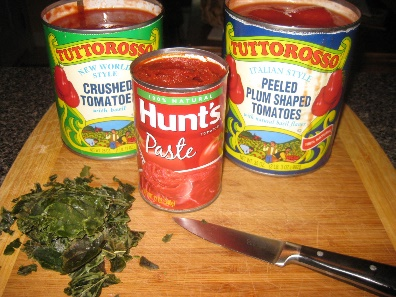 TUTTOROSSO
NEW WORLD
STYLE
CRUSHED
TOMATOES
with basil
100% NATURAL
Hunt's
Paste
TUTTOROSSO
ITALIAN STYLE
PEELED
PLUM SHAPED
TOMATOES